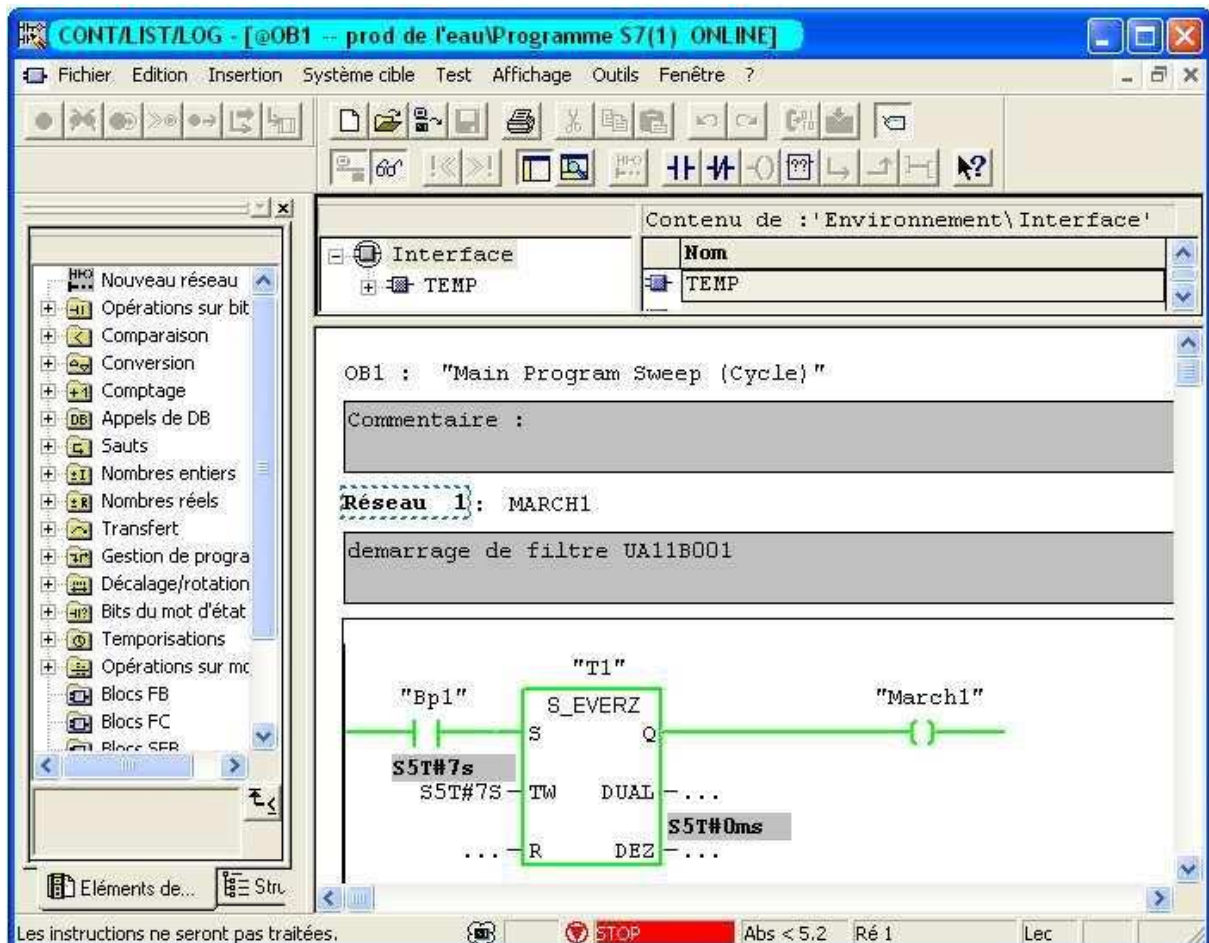 CONT/LIST/LOG - [@OB1 -- prod de l'eau\Programme S7(1) ONLINE]
Fichier Edition Insertion Système cible Test Affichage Outils Fenêtre ?
Contenu de :'Environnement\Interface'
Interface
TEMP
Nom
TEMP
Nouveau réseau
Opérations sur bit
Comparaison
Conversion
Comptage
Appels de DB
Sauts
Nombres entiers
Nombres réels
Transfert
Gestion de progra
Décalage/rotation
Bits du mot d'état
Temporisations
Opérations sur mo
Blocs FB
Blocs FC
Blocs SFB
Eléments de... Stru
OB1 : "Main Program Sweep (Cycle)"
Commentaire :
Réseau 1: MARCH1
demarrage de filtre UA11B001
"T1"
"Bp1" S_EVERZ "March1"
S Q
S5T#7s
S5T#7S TW DUAL ...
S5T#0ms
... R DEZ ...
Les instructions ne seront pas traitées. STOP Abs < 5.2 Ré 1 Lec